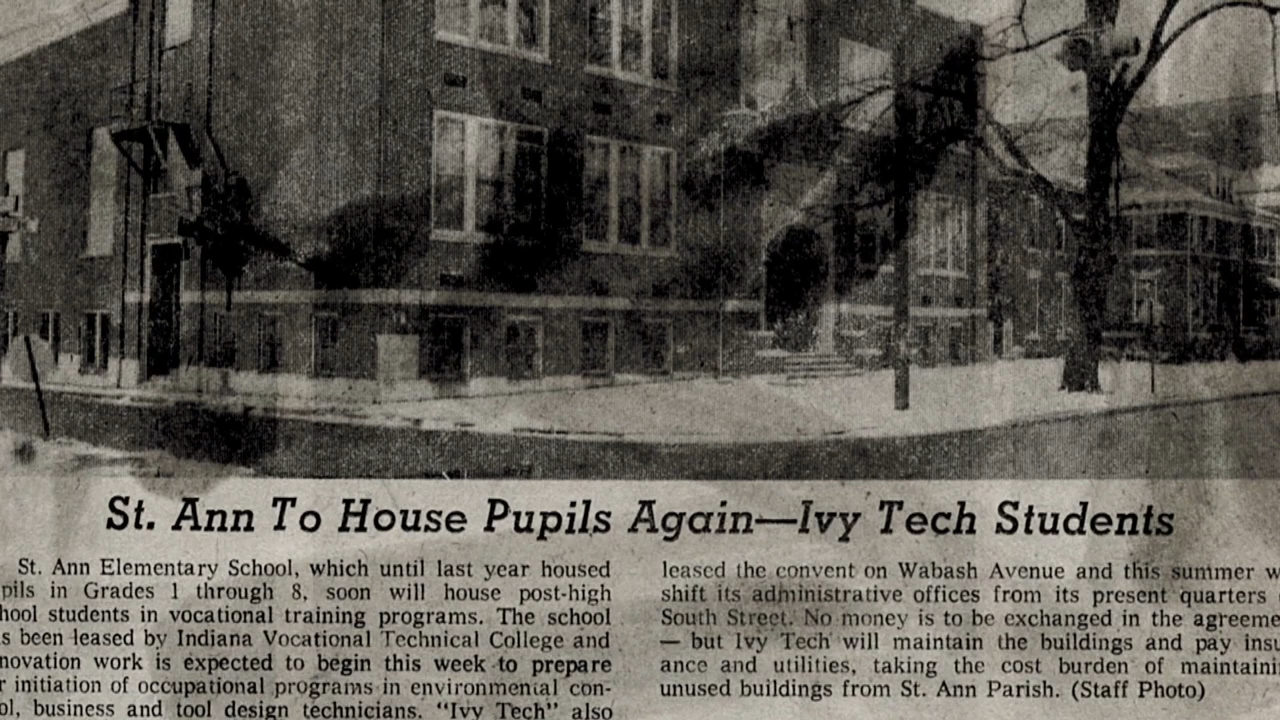 St. Ann To House Pupils Again—Ivy Tech Students
St. Ann Elementary School, which until last year housed
pils in Grades 1 through 8, soon will house post-high
hool students in vocational training programs. The school
s been leased by Indiana Vocational Technical College and
novation work is expected to begin this week to prepare
r initiation of occupational programs in environmental con-
ol, business and tool design technicians. "Ivy Tech" also
leased the convent on Wabash Avenue and this summer w
shift its administrative offices from its present quarters
South Street. No money is to be exchanged in the agreeme
— but Ivy Tech will maintain the buildings and pay insu
ance and utilities, taking the cost burden of maintaini
unused buildings from St. Ann Parish. (Staff Photo)